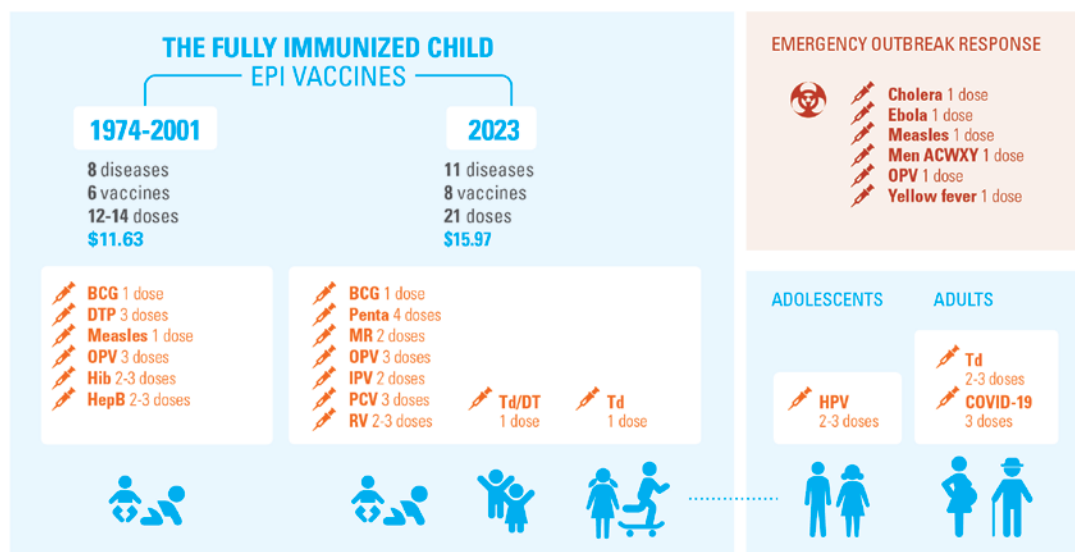 THE FULLY IMMUNIZED CHILD
EPI VACCINES
1974-2001
8 diseases
6 vaccines
12-14 doses
$11.63
BCG 1 dose
DTP 3 doses
Measles 1 dose
OPV 3 doses
Hib 2-3 doses
HepB 2-3 doses
2023
11 diseases
8 vaccines
21 doses
$15.97
BCG 1 dose
Penta 4 doses
MR 2 doses
OPV 3 doses
IPV 2 doses
PCV 3 doses
RV 2-3 doses
Td/DT
1 dose
Td
1 dose
EMERGENCY OUTBREAK RESPONSE
Cholera 1 dose
Ebola 1 dose
Measles 1 dose
Men ACWXY 1 dose
OPV 1 dose
Yellow fever 1 dose
ADOLESCENTS
HPV
2-3 doses
ADULTS
Td
2-3 doses
COVID-19
3 doses